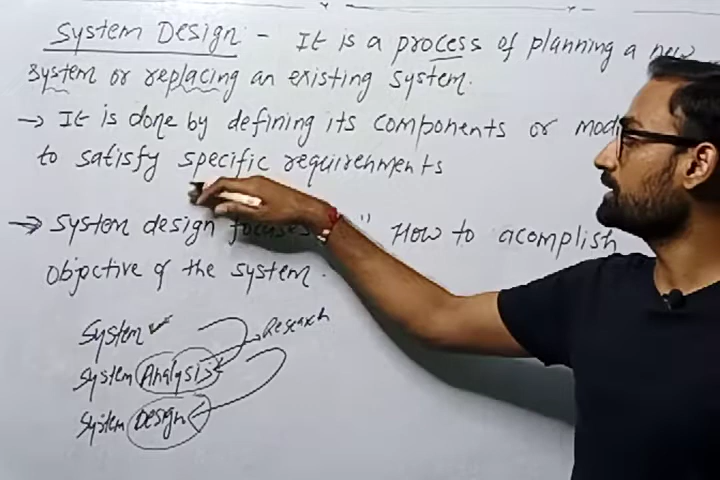 System Design - It is a process of planning a new
System or replacing an existing system.
→ It is done by defining its components or mod
to satisfy specific requirements
→ System design focuses " How to acomplish
objective of the system.
System
Research
System Analysis
System Design